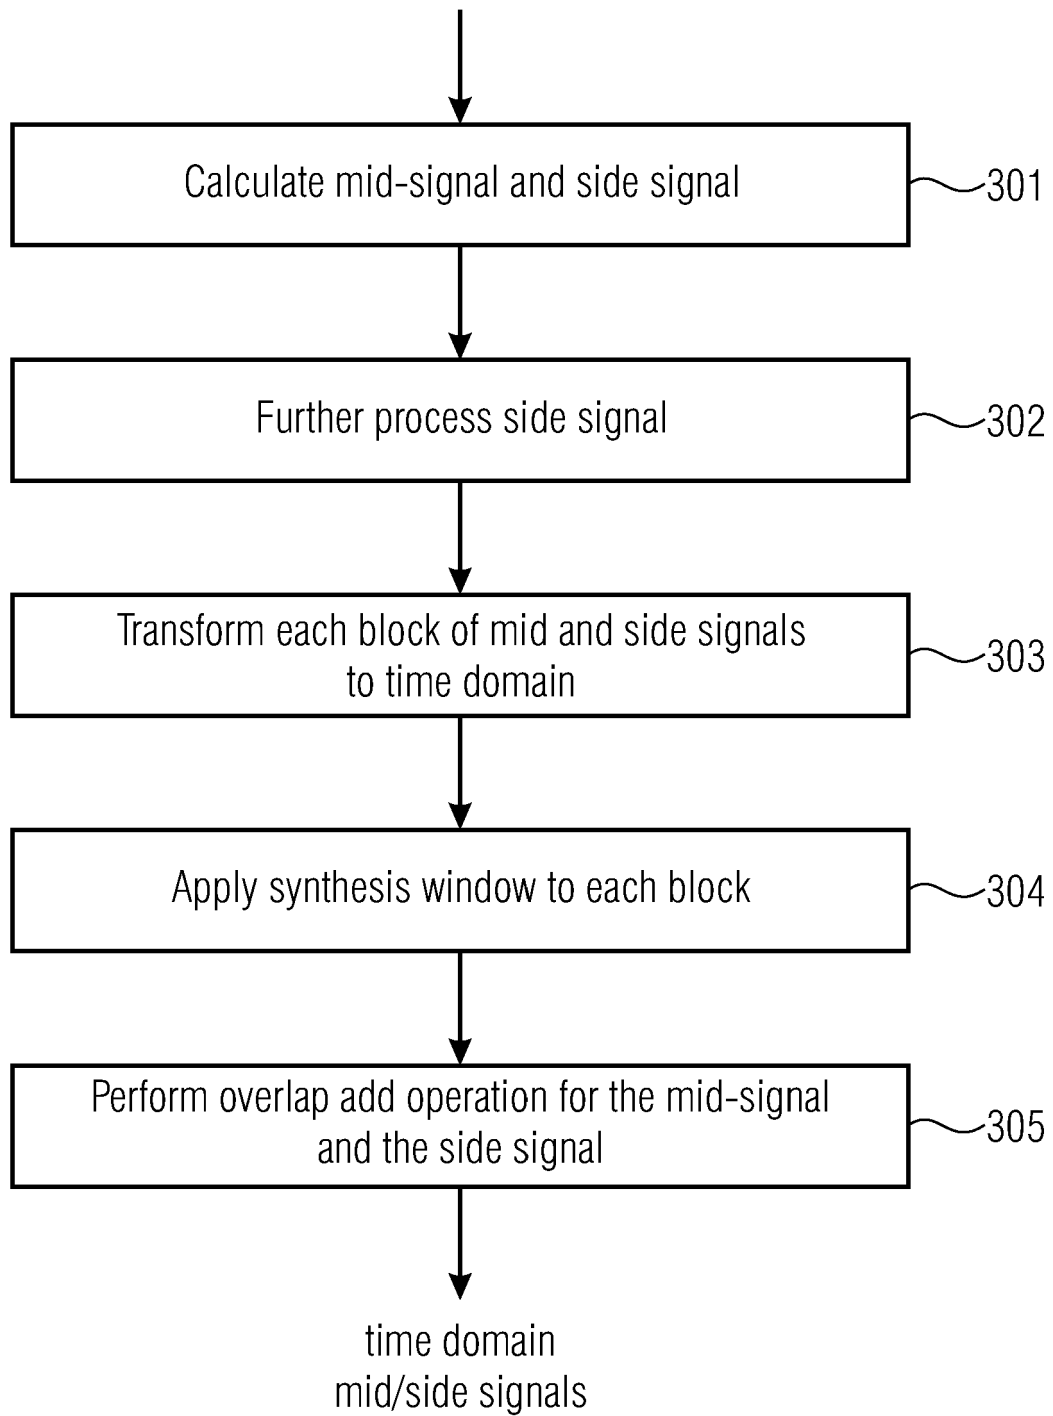 Calculate mid-signal and side signal
301
Further process side signal
302
Transform each block of mid and side signals
to time domain
303
Apply synthesis window to each block
304
Perform overlap add operation for the mid-signal
and the side signal
305
time domain
mid/side signals